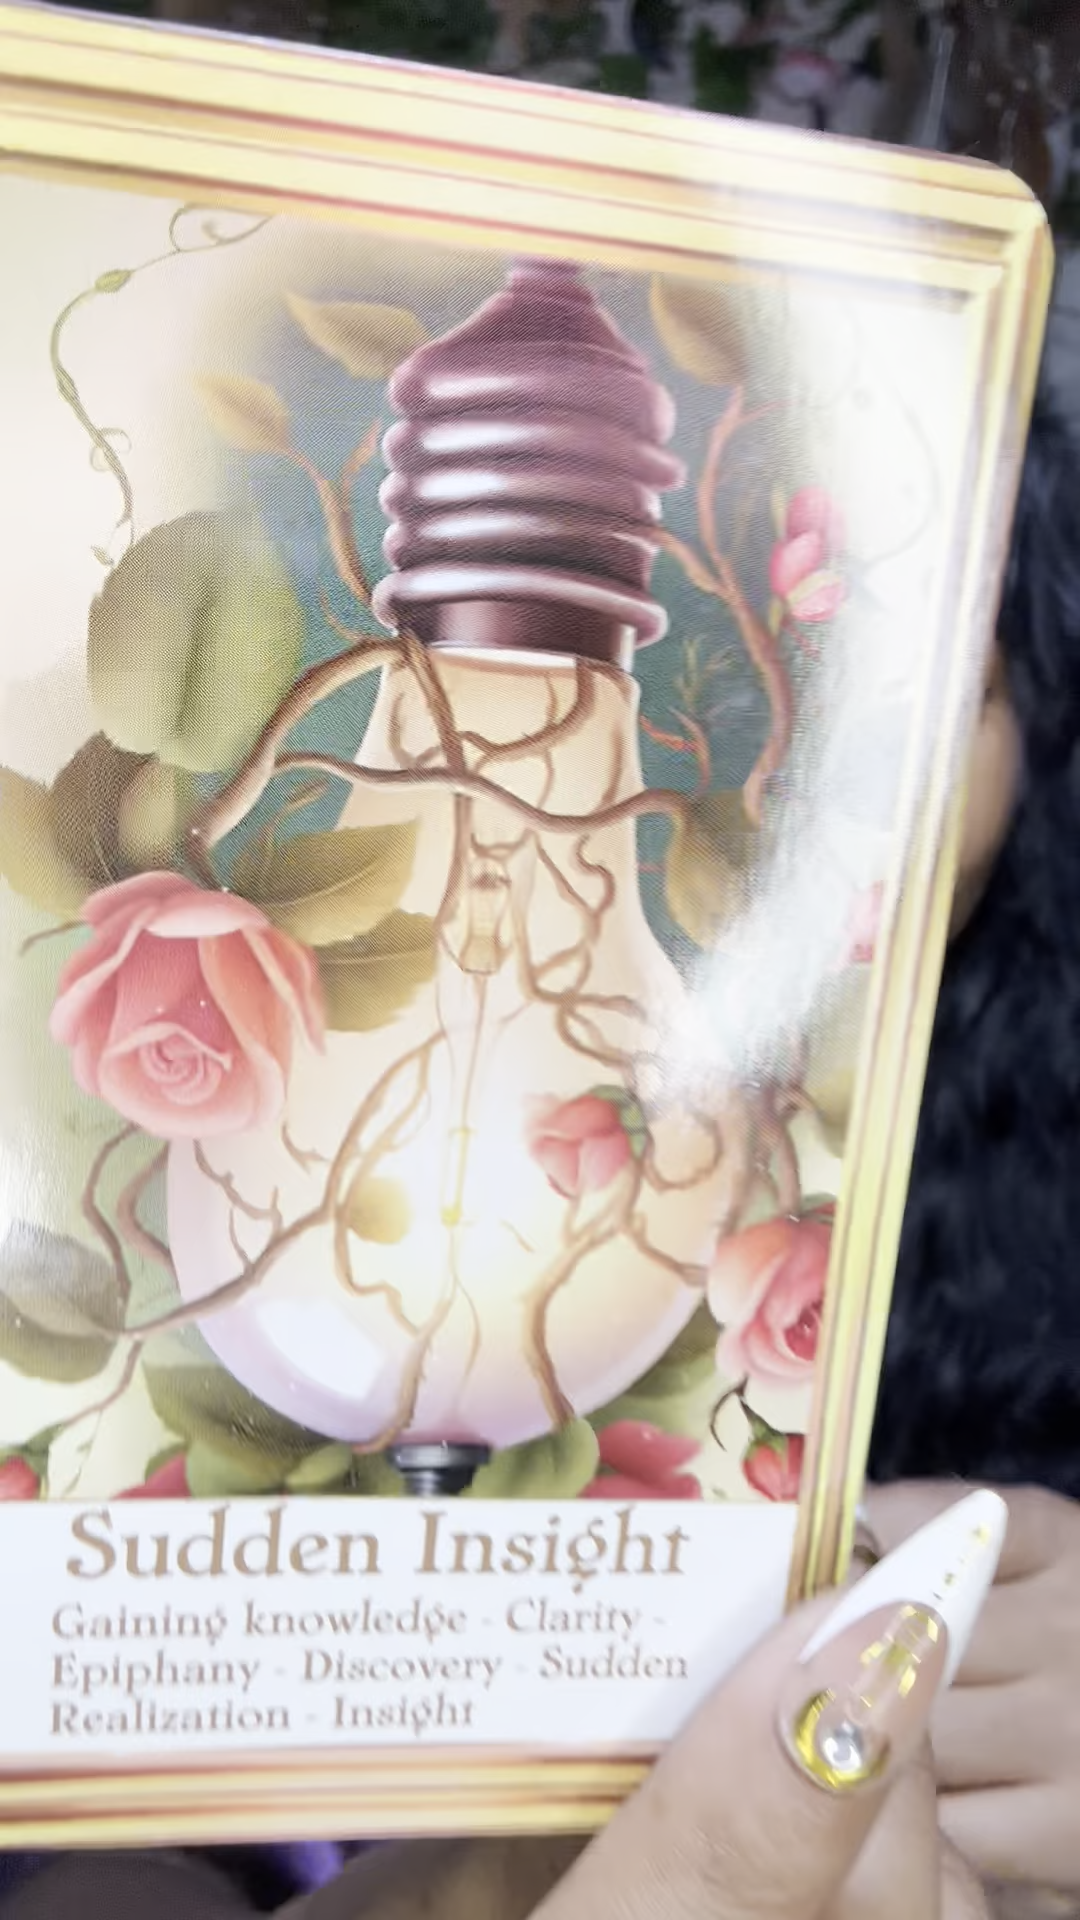 Sudden Insight
Gaining knowledge - Clarity -
Epiphany - Discovery - Sudden
Realization - Insight